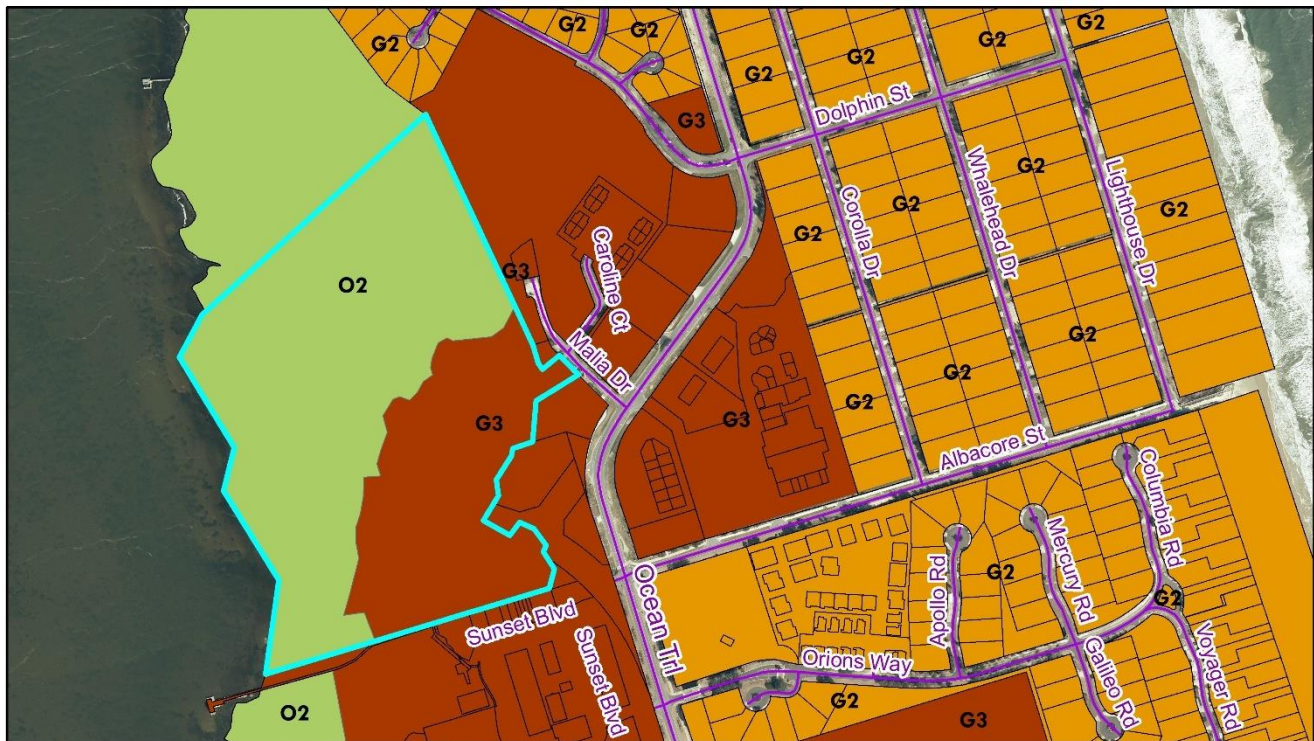 G2
G2
G2
G2
G2
G2
G2
G3
Dolphin St
G2
G2
G2
G2
Corolla Dr
Whalehead Dr
Lighthouse Dr
G3
Caroline Ct
O2
Malia Dr
G2
G2
G2
G3
G3
Albacore St
Columbia Rd
Mercury Rd
Apollo Rd
G2
G2
Ocean Trl
Sunset Blvd
Sunset Blvd
Orions Way
Galileo Rd
Voyager Rd
O2
G2
G3